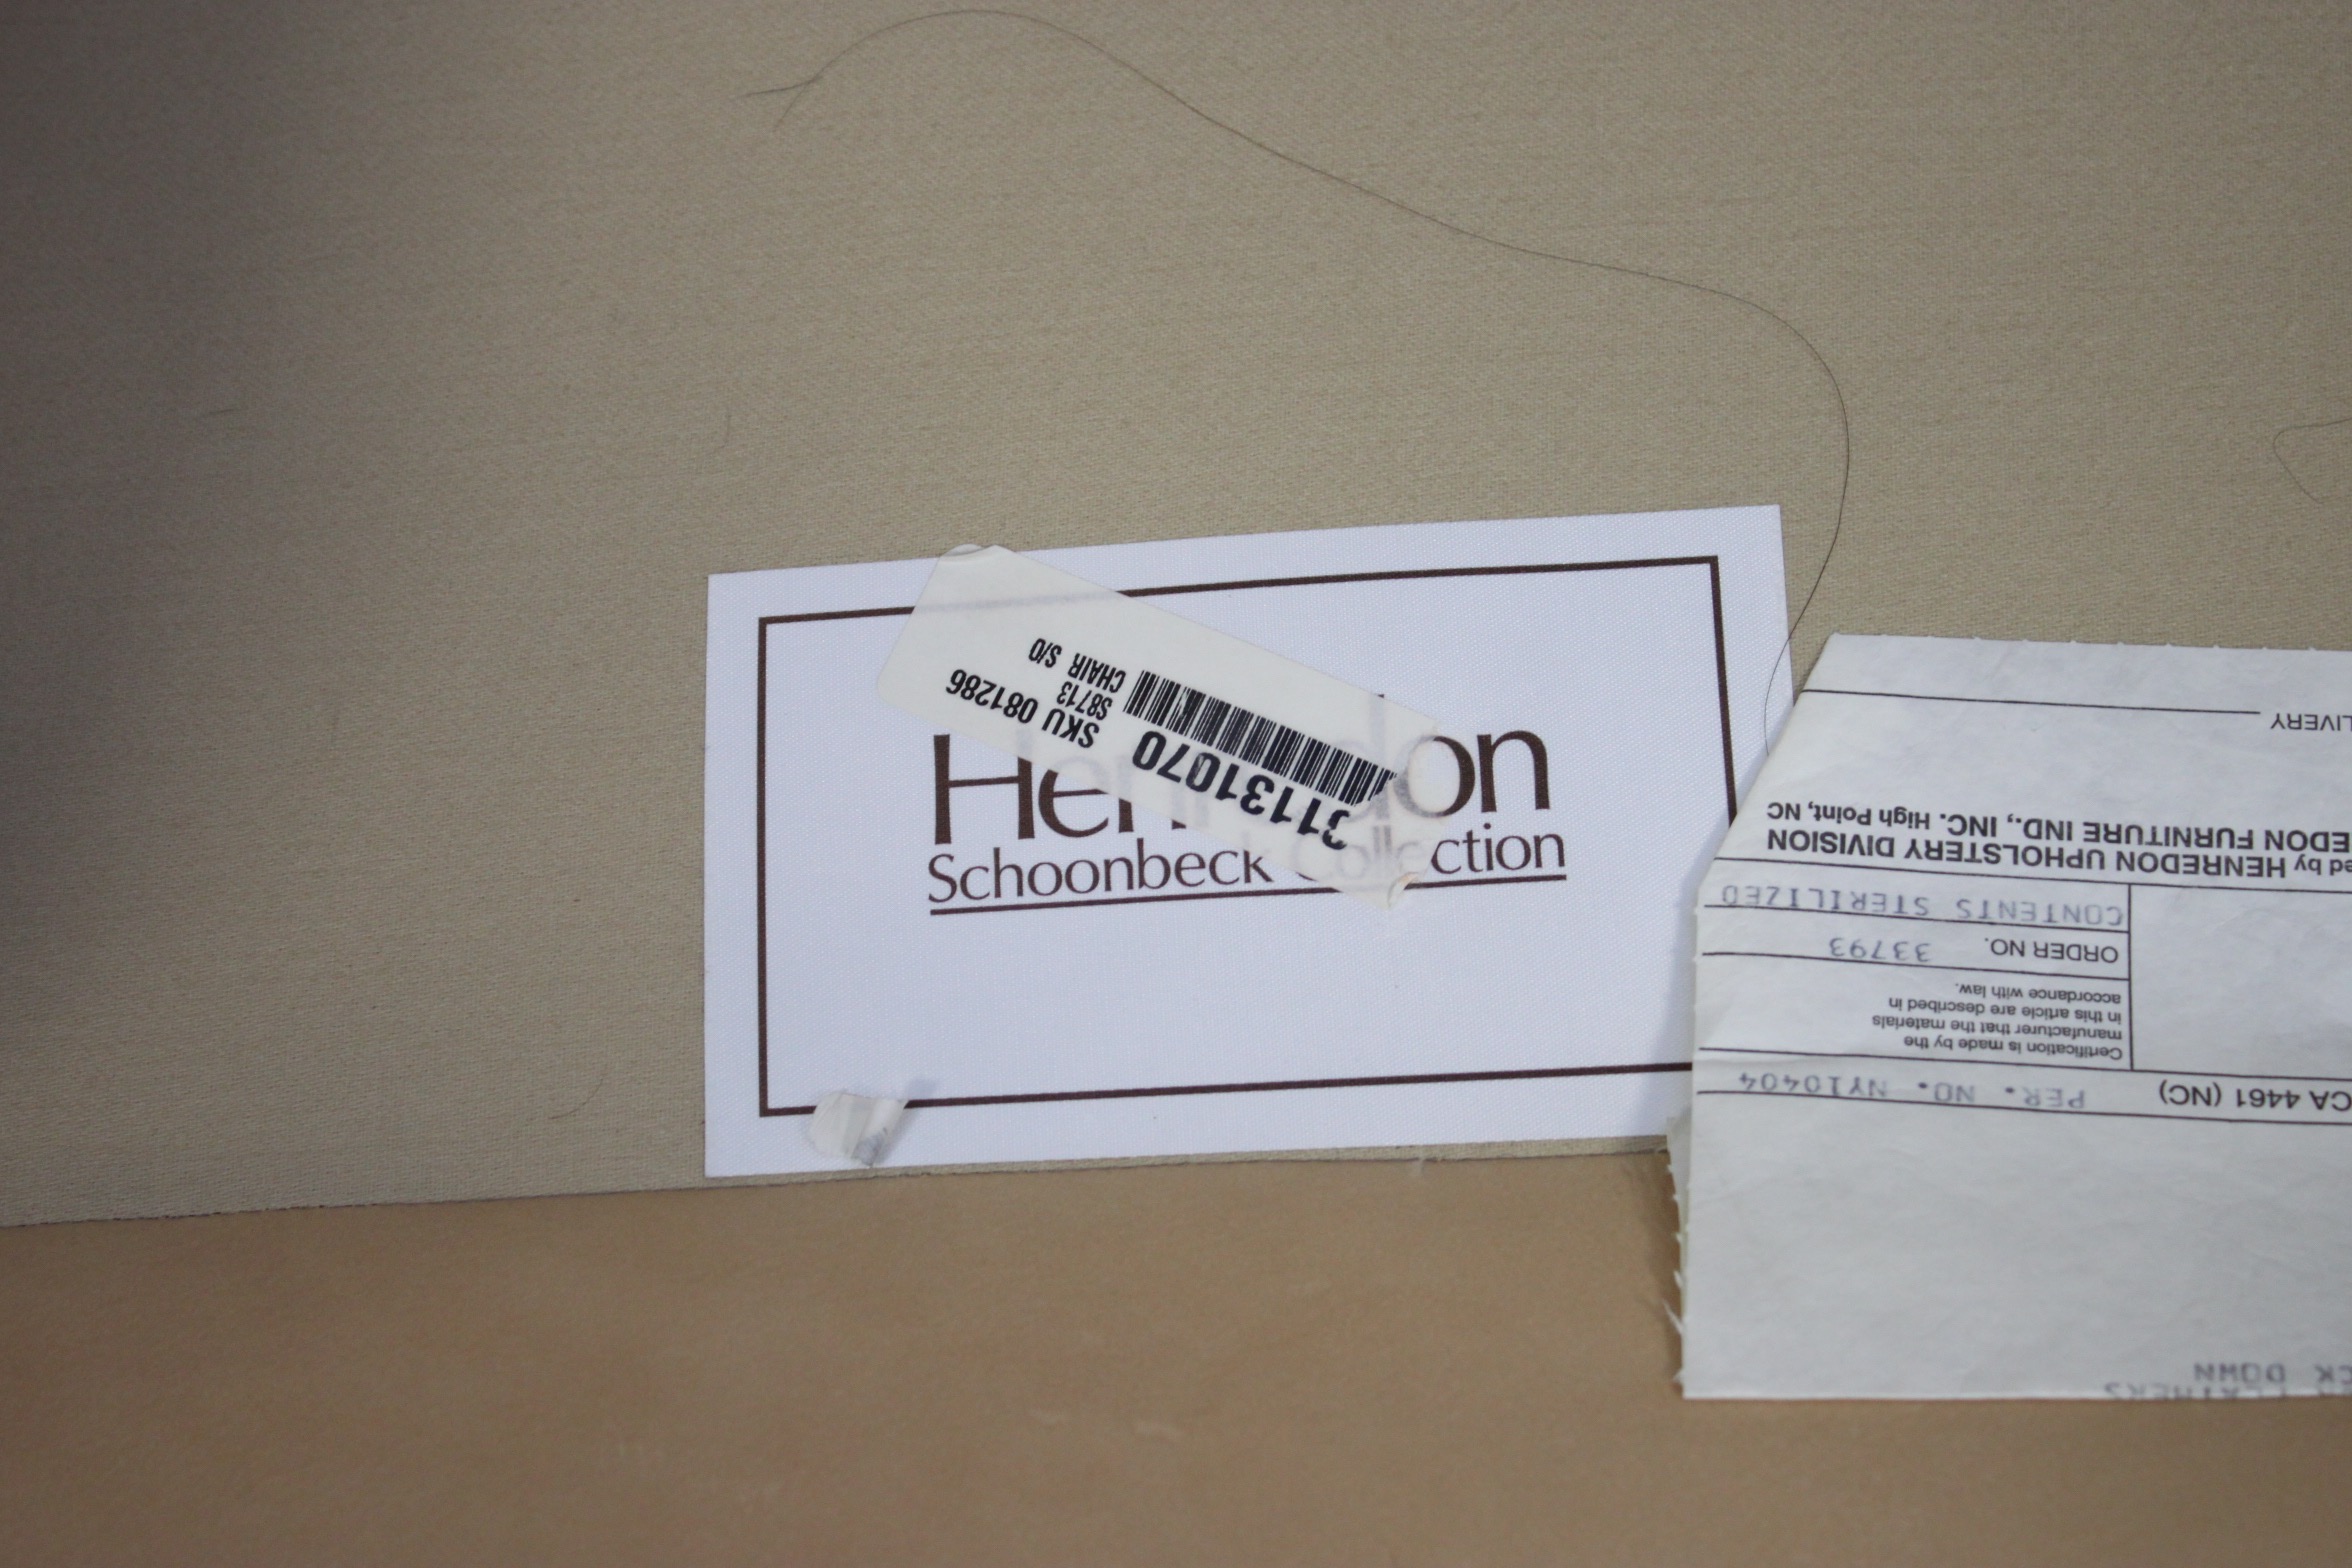 Henredon
Schoonbeck Collection
1131070
SKU 081286
S8713
CHAIR S/O
FEATHERS
CK DOWN
CA 4461 (NC) PER. NO. NY10404
Certification is made by the
manufacturer that the materials
in this article are described in
accordance with law.
ORDER NO. 33793
CONTENTS STERILIZED
ed by HENREDON UPHOLSTERY DIVISION
EDON FURNITURE IND., INC. High Point, NC
LIVERY